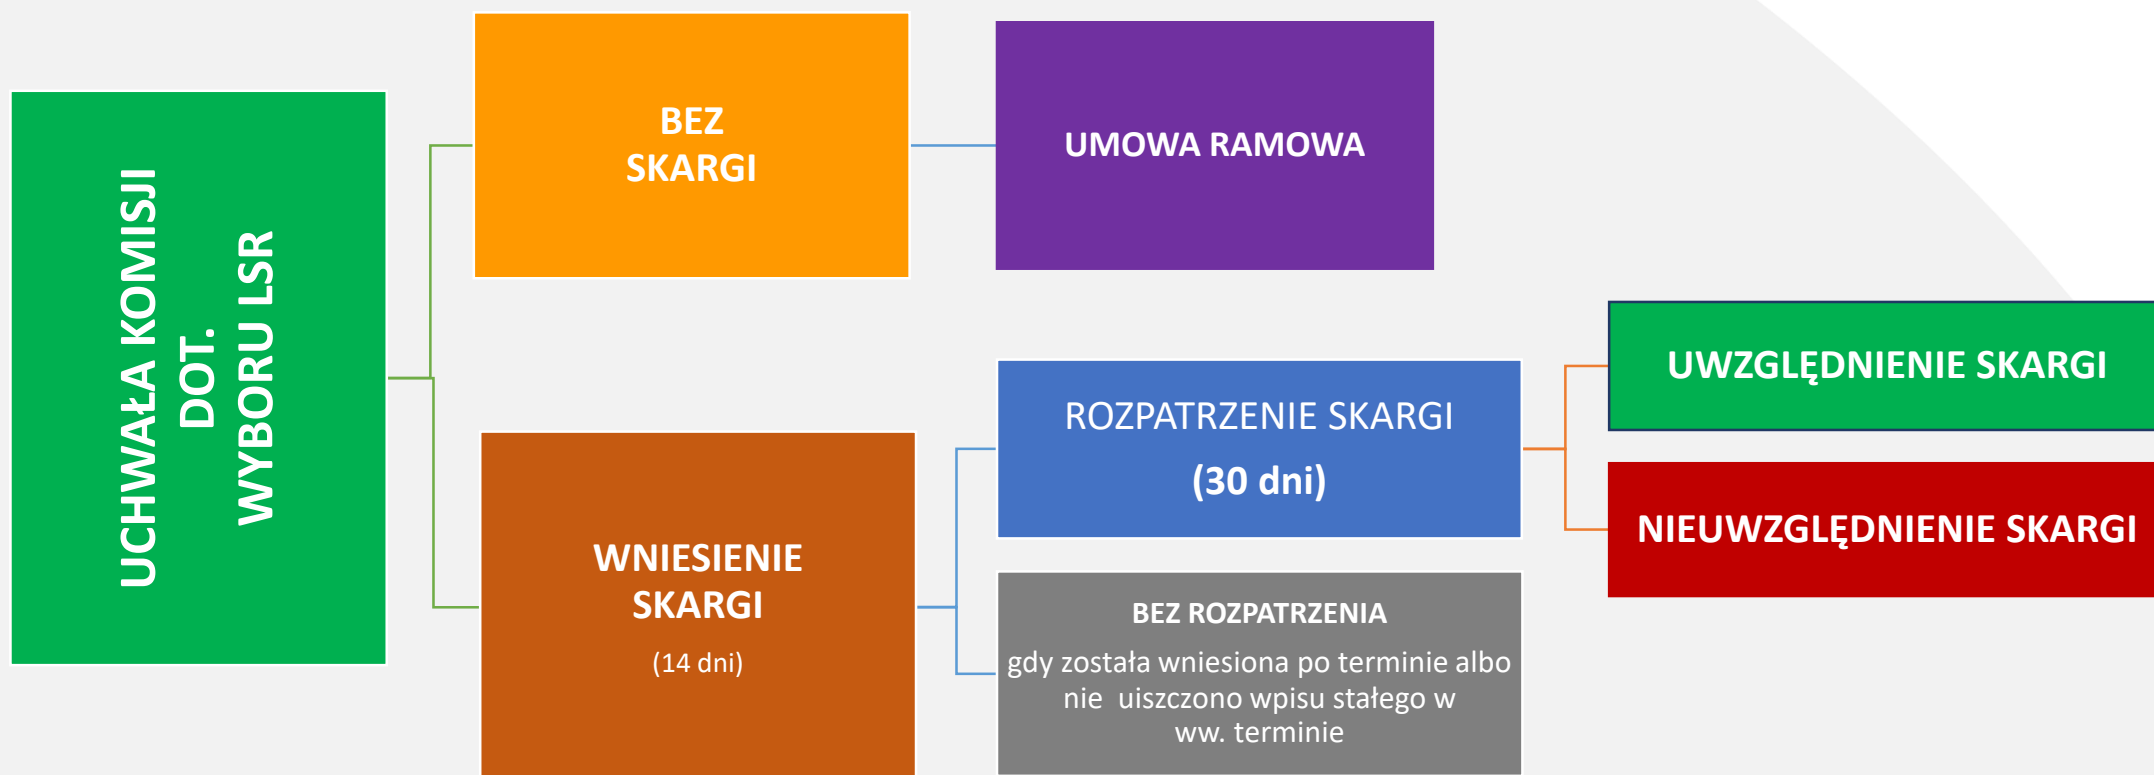 UCHWAŁA KOMISJI
DOT.
WYBORU LSR
BEZ
SKARGI
UMOWA RAMOWA
WNIESIENIE
SKARGI
(14 dni)
ROZPATRZENIE SKARGI
(30 dni)
BEZ ROZPATRZENIA
gdy została wniesiona po terminie albo
nie uiszczono wpisu stałego w
ww. terminie
UWZGLĘDNIENIE SKARGI
NIEUWZGLĘDNIENIE SKARGI